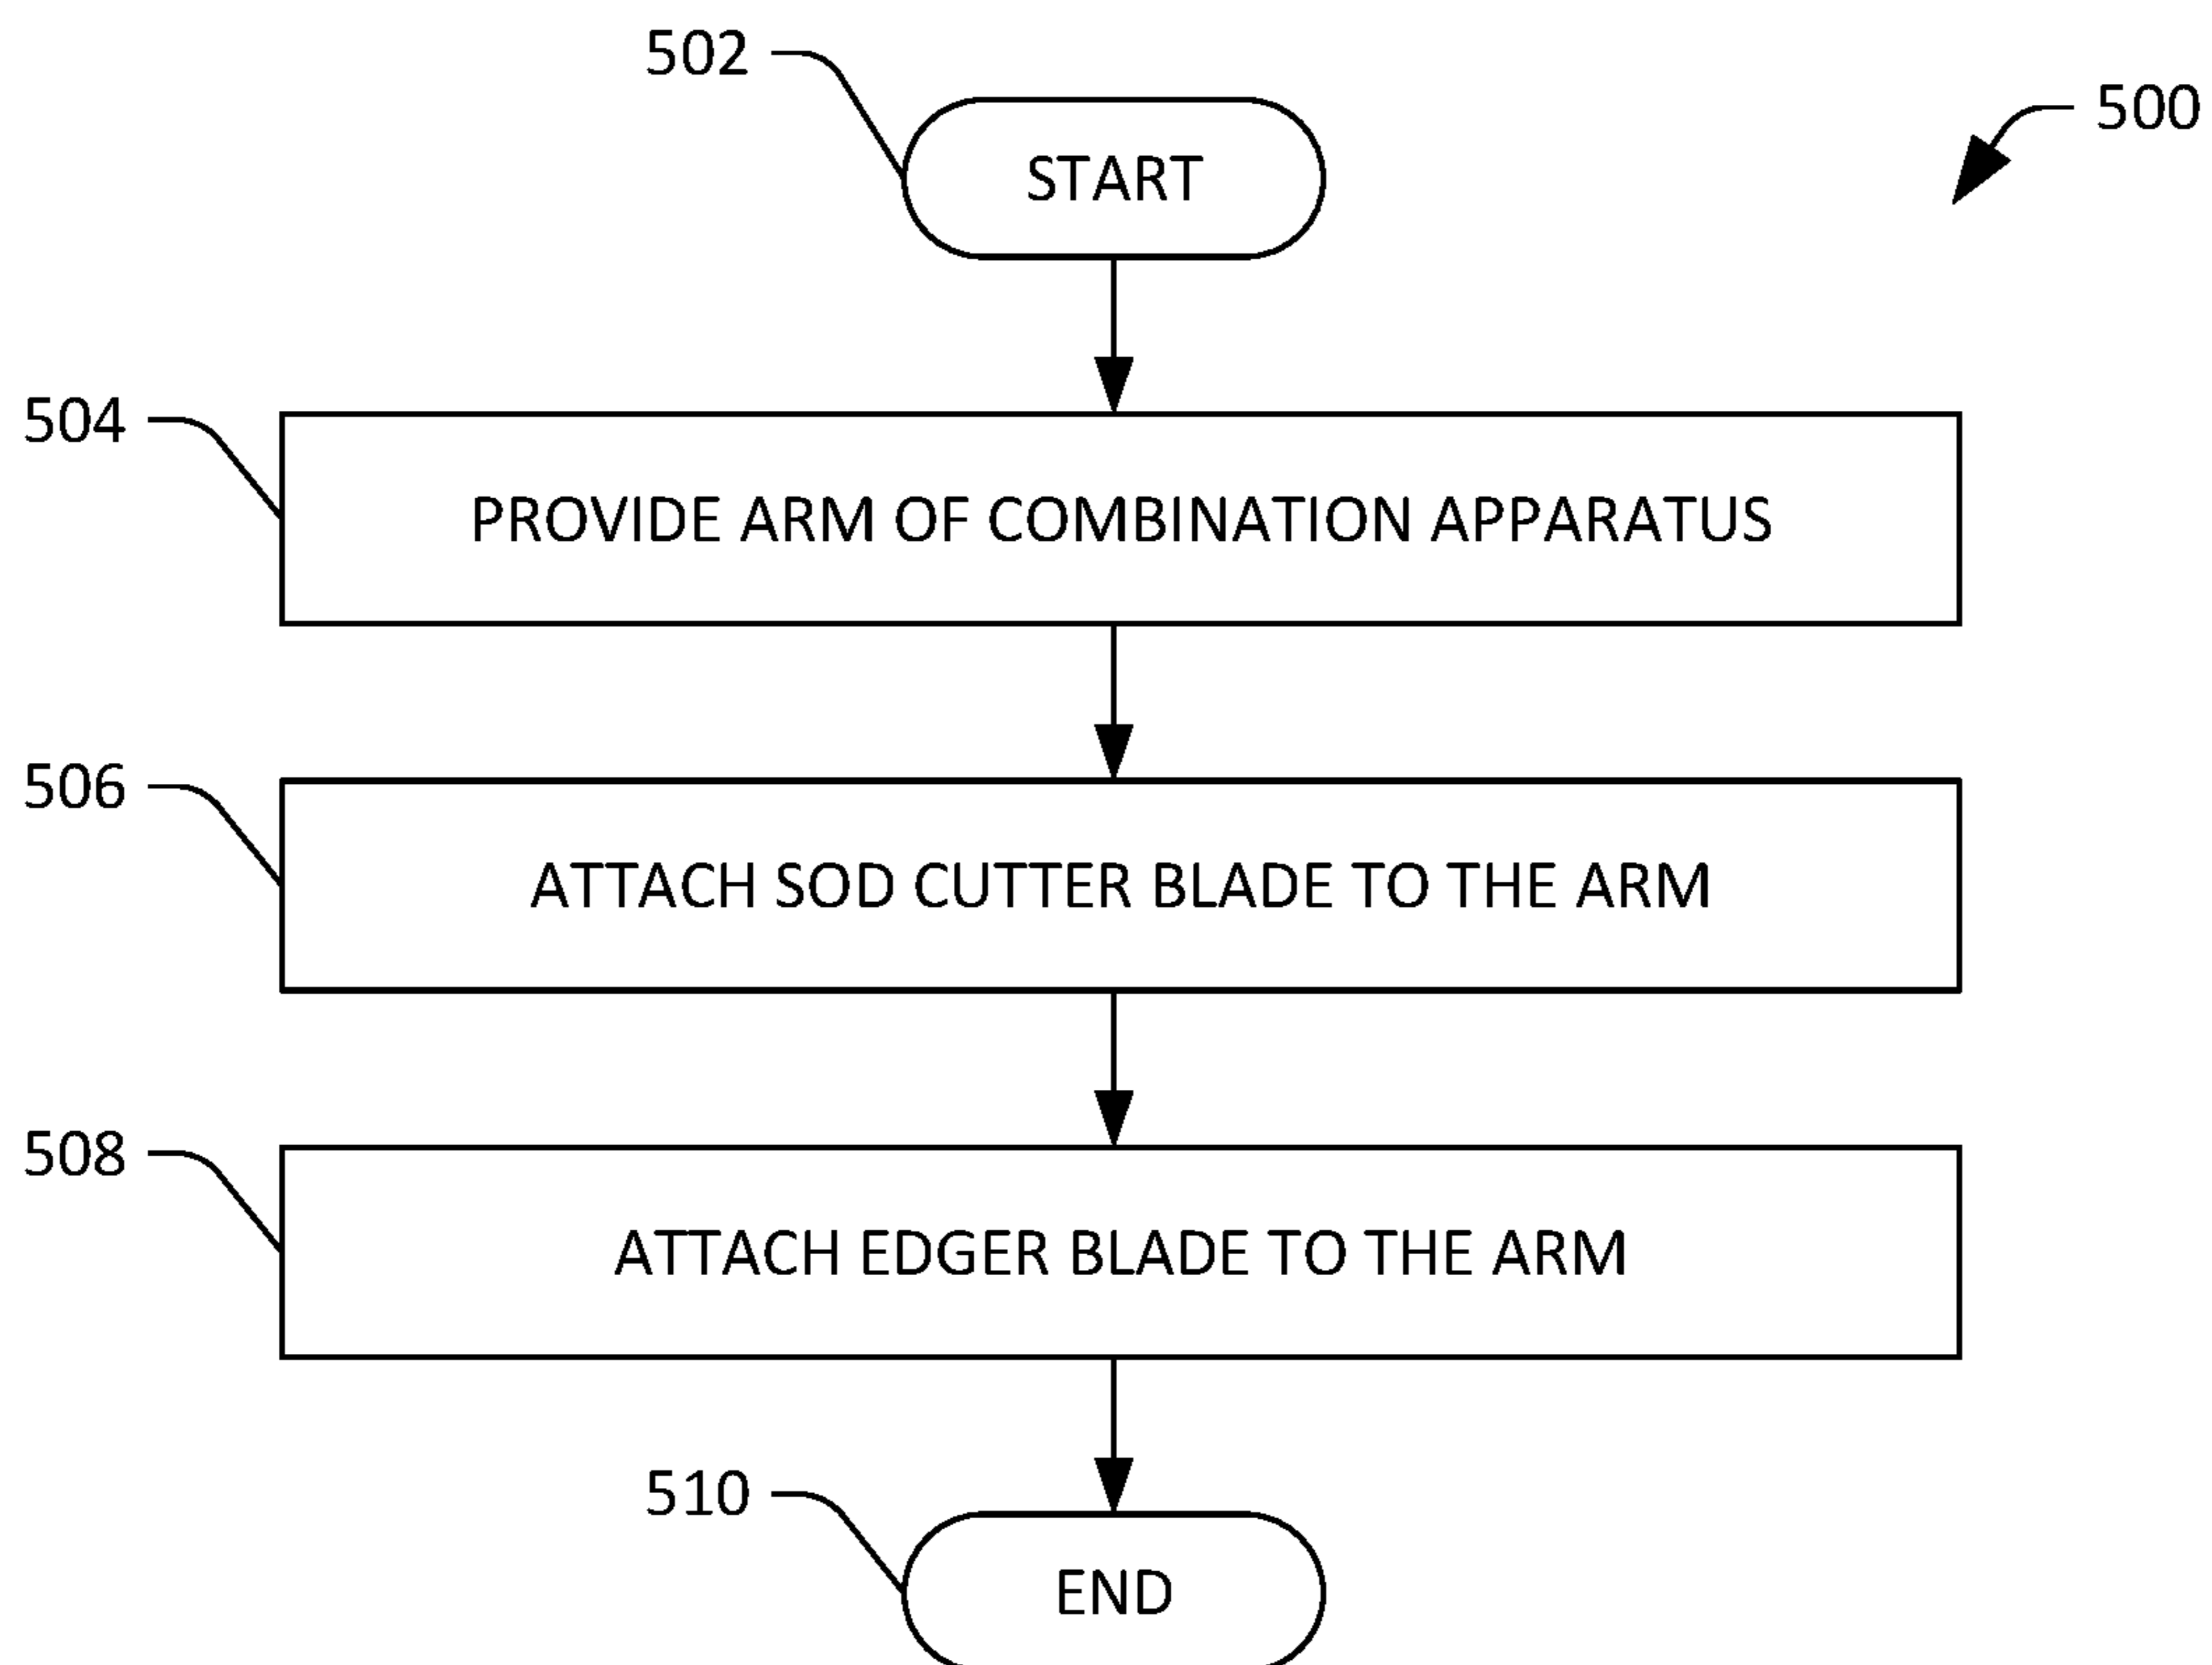 502
500
START
504
PROVIDE ARM OF COMBINATION APPARATUS
506
ATTACH SOD CUTTER BLADE TO THE ARM
508
ATTACH EDGER BLADE TO THE ARM
510
END